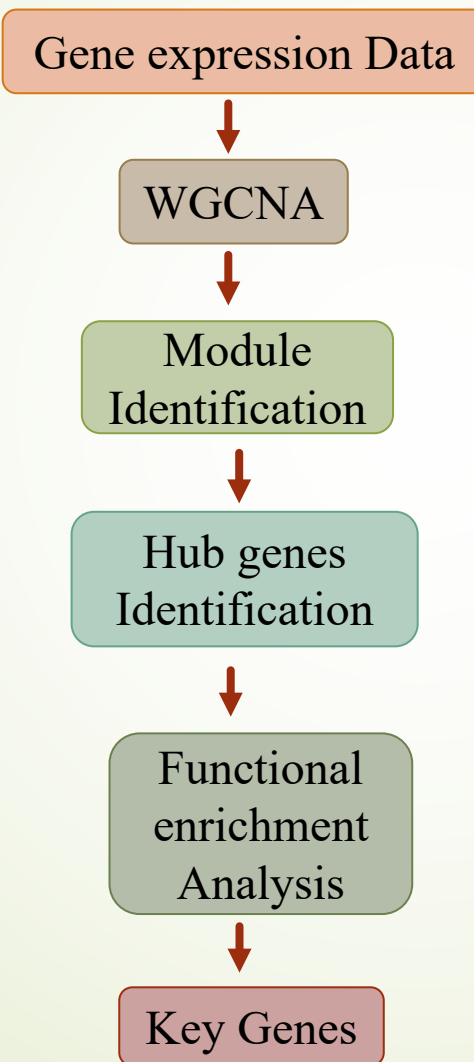 Gene expression Data
WGCNA
Module
Identification
Hub genes
Identification
Functional
enrichment
Analysis
Key Genes